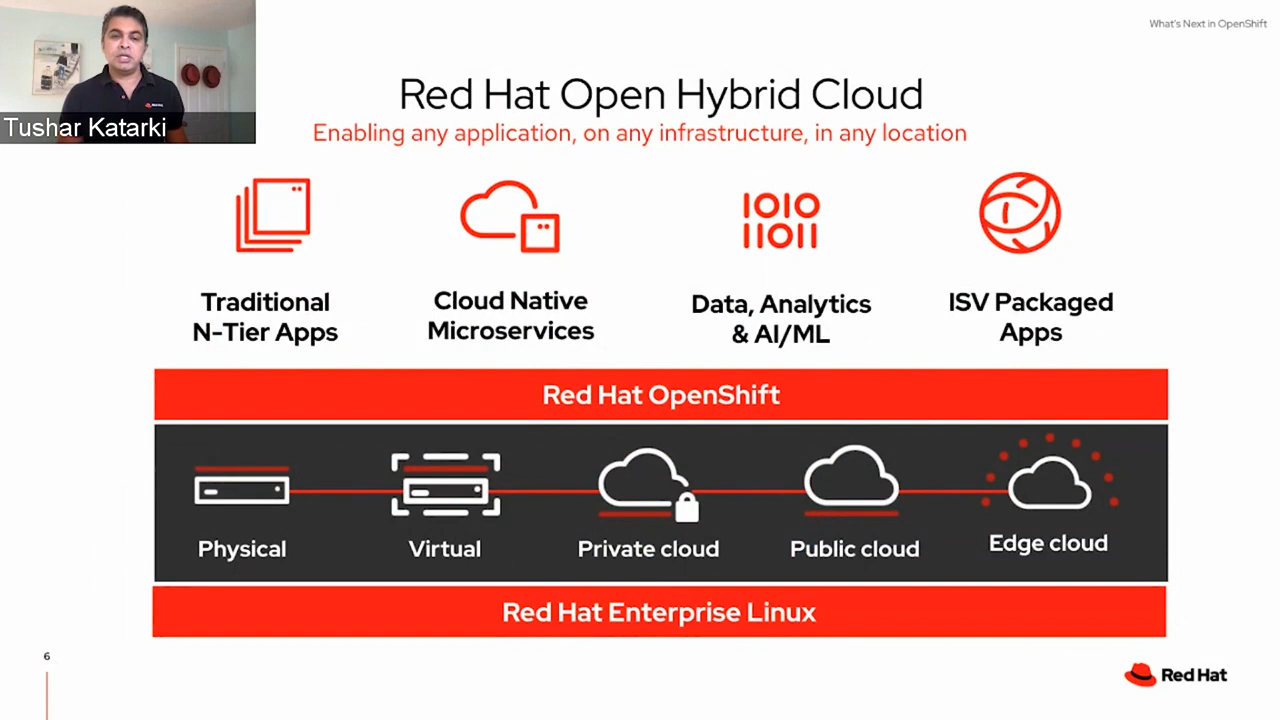 What's Next in OpenShift
Tushar Katarki
Red Hat Open Hybrid Cloud
Enabling any application, on any infrastructure, in any location
1010
11011
Traditional
N-Tier Apps
Cloud Native
Microservices
Data, Analytics
& AI/ML
ISV Packaged
Apps
Red Hat OpenShift
Physical
Virtual
Private cloud
Public cloud
Edge cloud
Red Hat Enterprise Linux
6
Red Hat